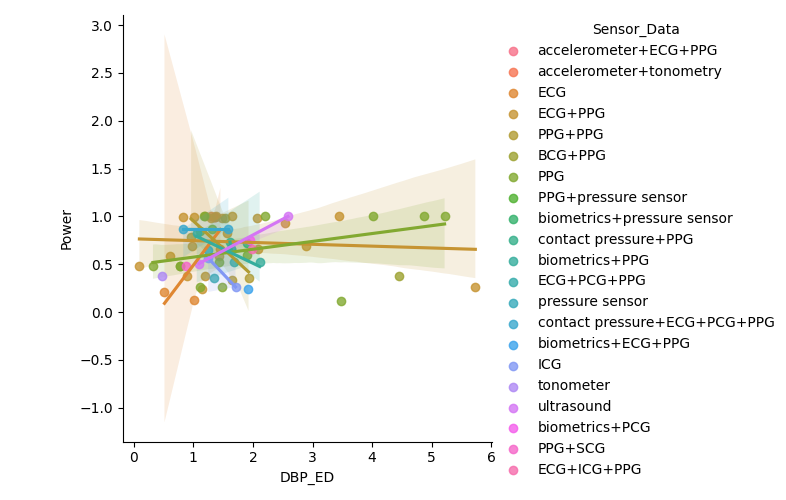 Sensor_Data
accelerometer+ECG+PPG
accelerometer+tonometry
ECG
ECG+PPG
PPG+PPG
BCG+PPG
PPG
PPG+pressure sensor
biometrics+pressure sensor
contact pressure+PPG
biometrics+PPG
ECG+PCG+PPG
pressure sensor
contact pressure+ECG+PCG+PPG
biometrics+ECG+PPG
ICG
tonometer
ultrasound
biometrics+PCG
PPG+SCG
ECG+ICG+PPG
Power
3.0
2.5
2.0
1.5
1.0
0.5
0.0
−0.5
−1.0
0 1 2 3 4 5 6
DBP_ED